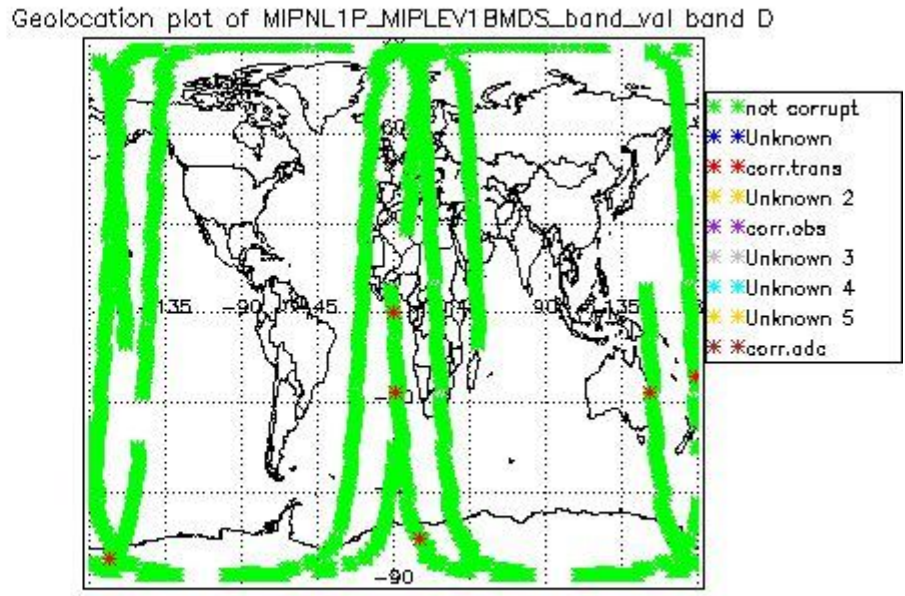 Geolocation plot of MIPNL1P_MIPLEV1BMDS_band_val band D
not corrupt
Unknown
corr.trans
Unknown 2
corr.obs
Unknown 3
Unknown 4
Unknown 5
corr.adc
60
135 -90 45 90 135
-90